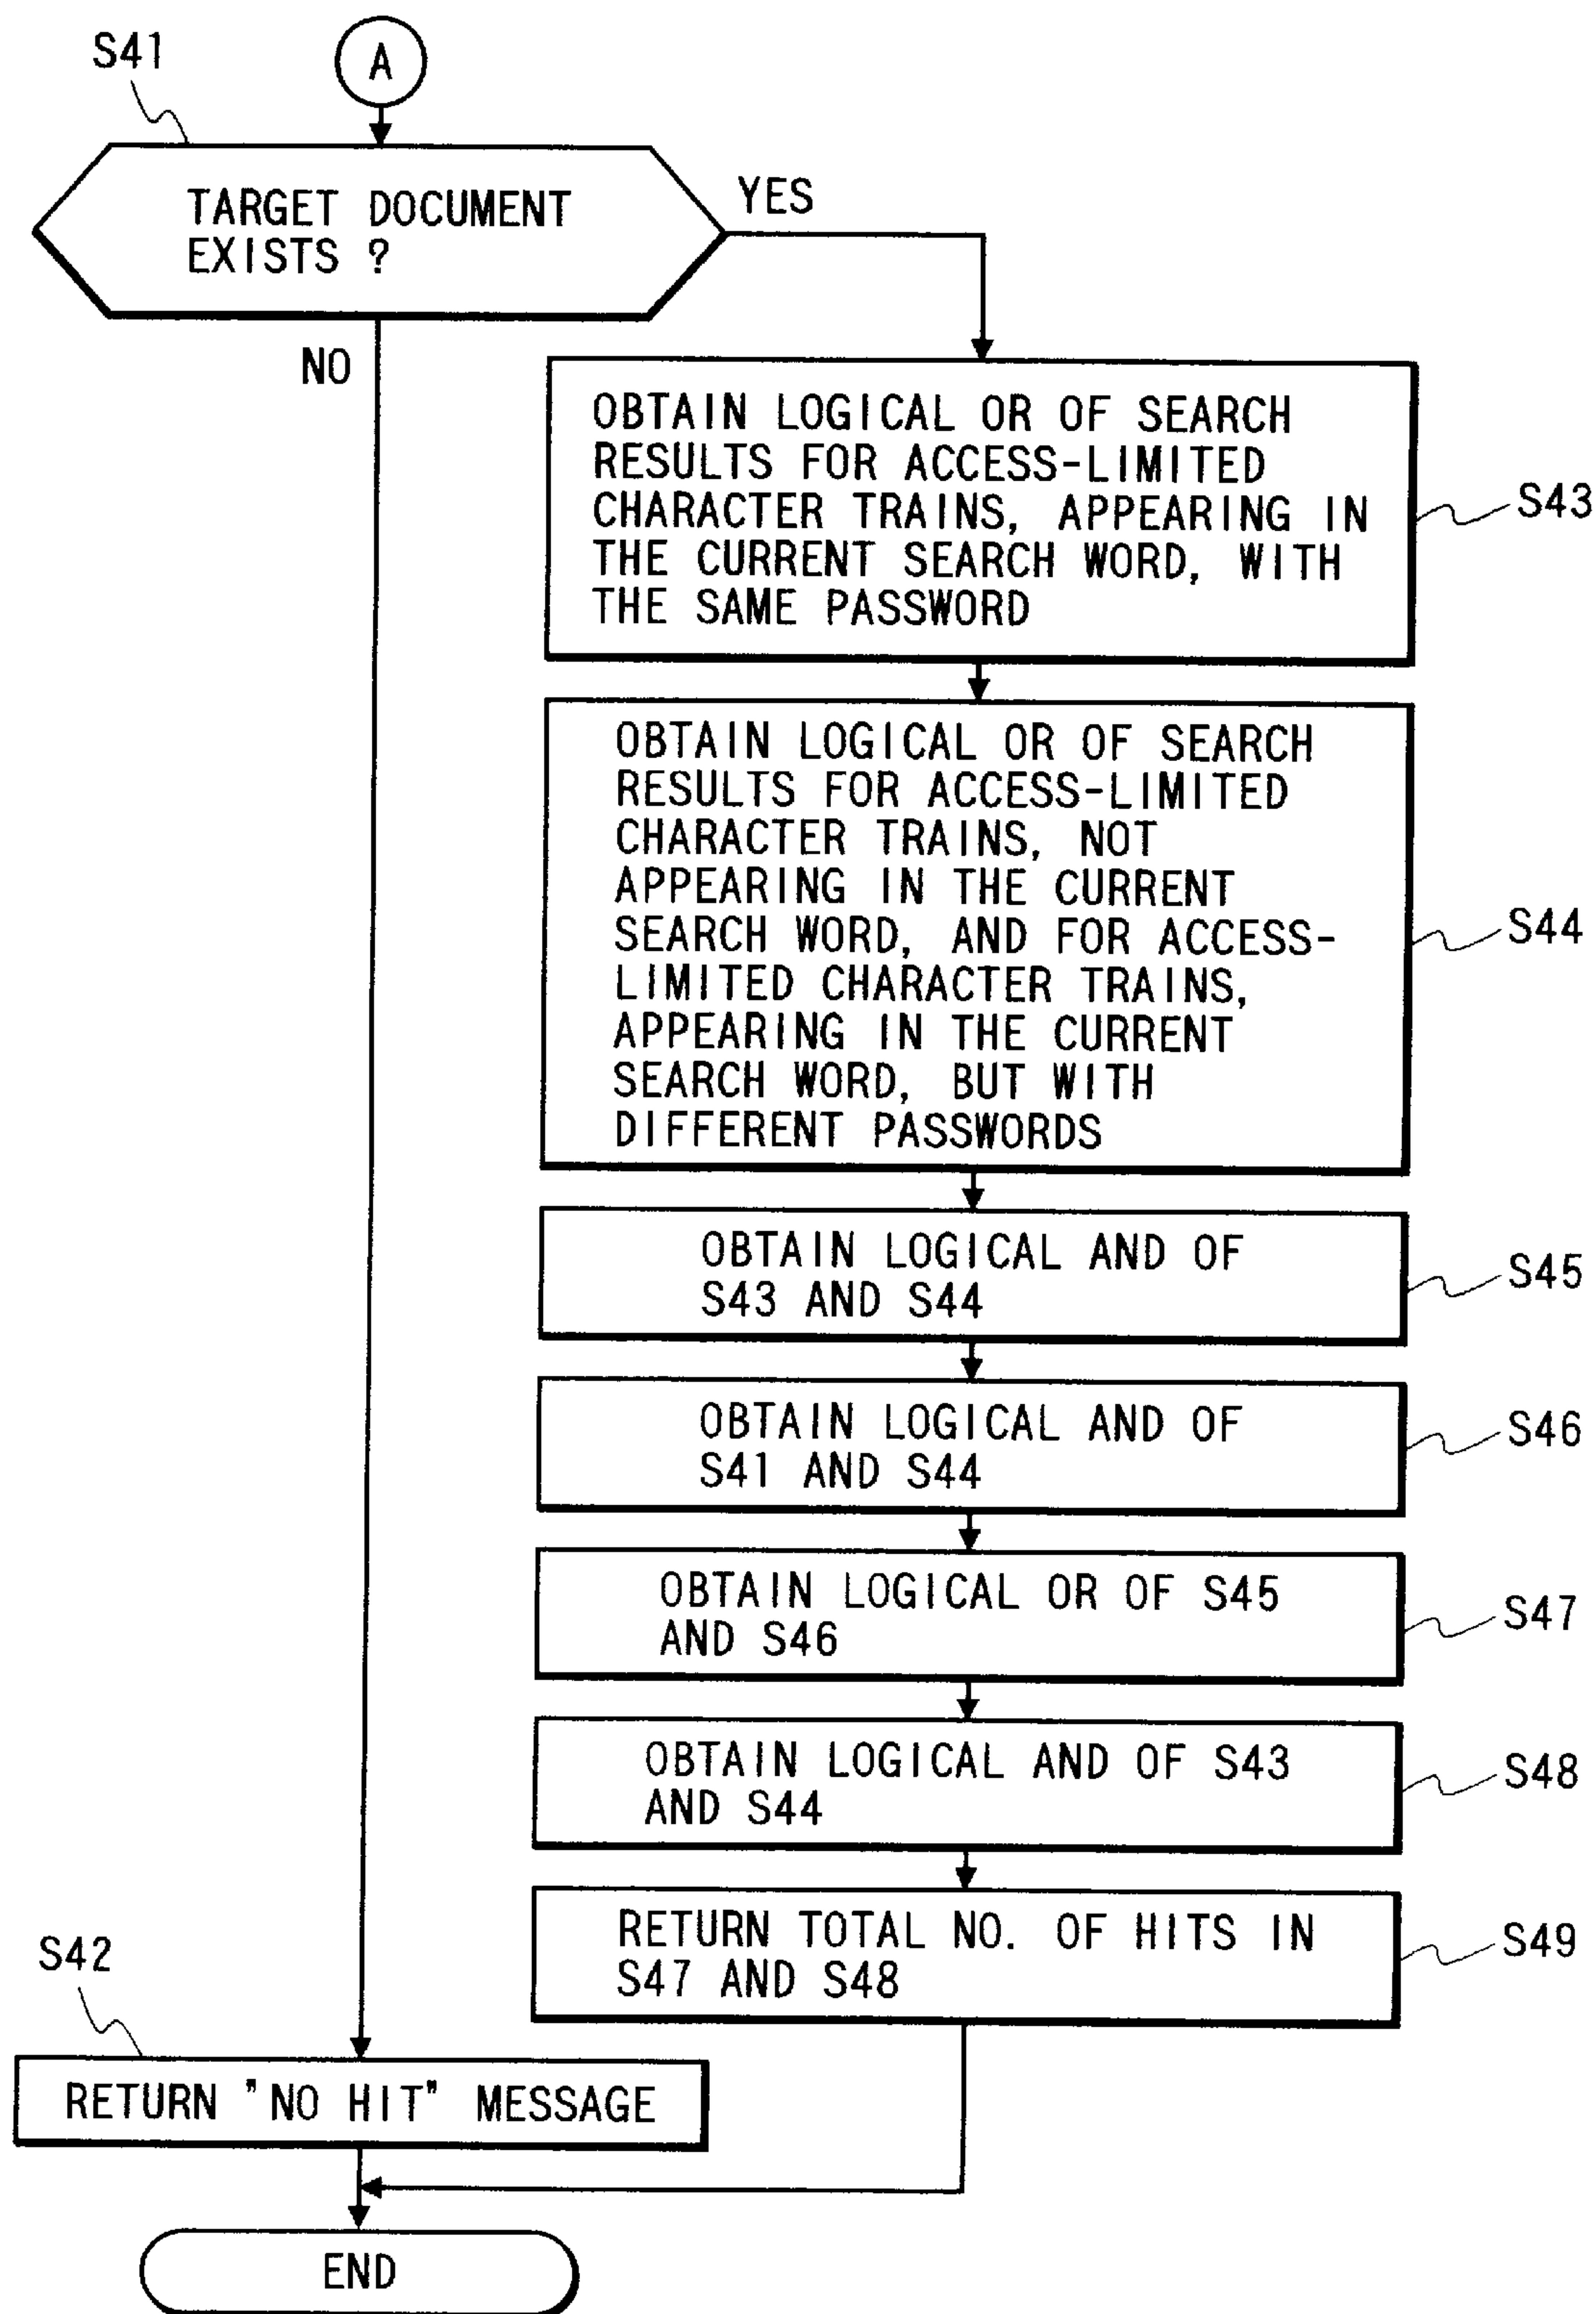 S41
A
TARGET DOCUMENT
EXISTS ?
YES
NO
OBTAIN LOGICAL OR OF SEARCH
RESULTS FOR ACCESS-LIMITED
CHARACTER TRAINS, APPEARING IN
THE CURRENT SEARCH WORD, WITH
THE SAME PASSWORD
S43
OBTAIN LOGICAL OR OF SEARCH
RESULTS FOR ACCESS-LIMITED
CHARACTER TRAINS, NOT
APPEARING IN THE CURRENT
SEARCH WORD, AND FOR ACCESS-
LIMITED CHARACTER TRAINS,
APPEARING IN THE CURRENT
SEARCH WORD, BUT WITH
DIFFERENT PASSWORDS
S44
OBTAIN LOGICAL AND OF
S43 AND S44
S45
OBTAIN LOGICAL AND OF
S41 AND S44
S46
OBTAIN LOGICAL OR OF S45
AND S46
S47
OBTAIN LOGICAL AND OF S43
AND S44
S48
RETURN TOTAL NO. OF HITS IN
S47 AND S48
S49
S42
RETURN "NO HIT" MESSAGE
END